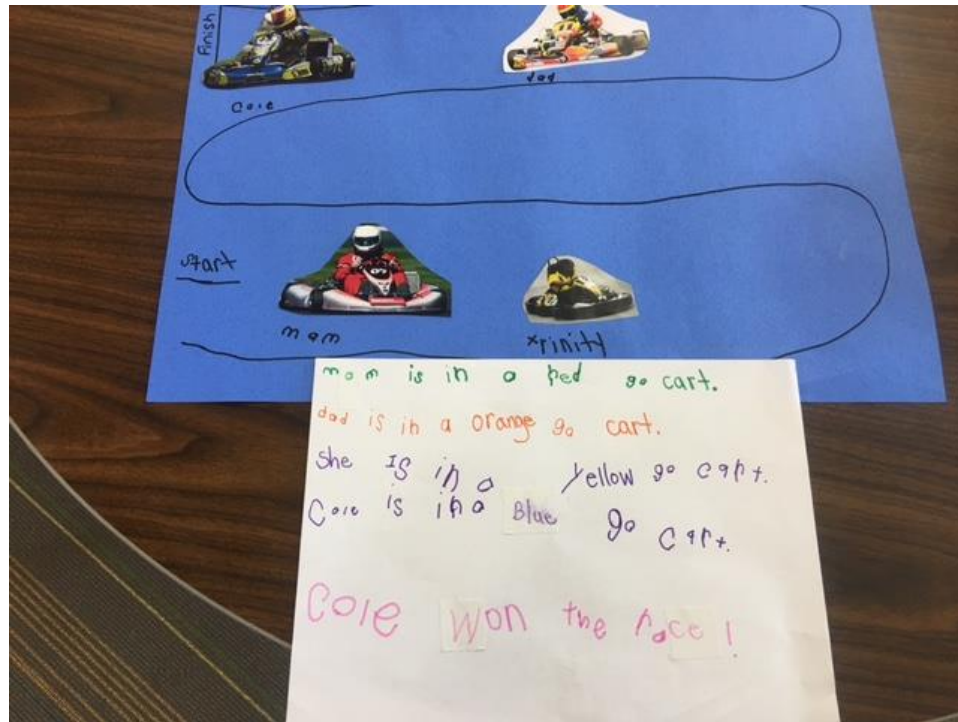 Finish
Cole
dad
start
mom
trinity
mom is in a Red go cart.
dad is in a orange go cart.
She Is in a yellow go cart.
Cole is in a Blue go cart.
Cole Won the race!